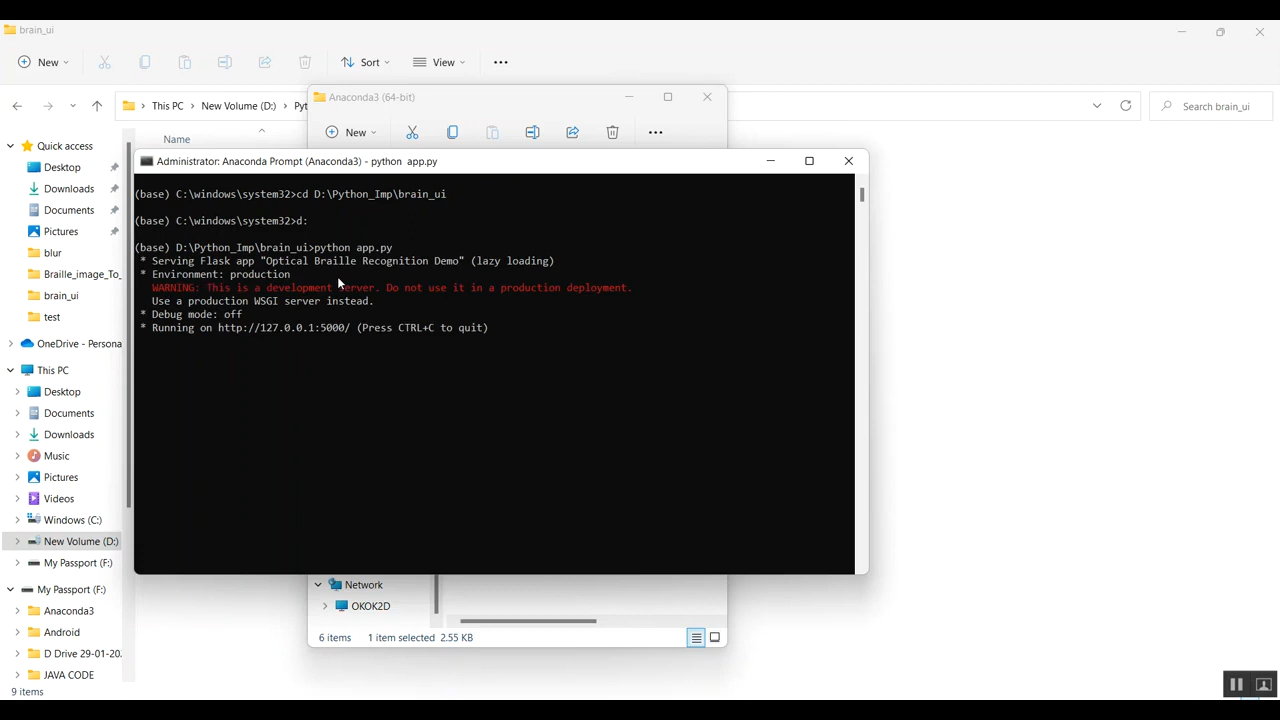 brain_ui
New
Sort
View
This PC
New Volume (D:)
Search brain_ui
Name
Anaconda3 (64-bit)
New
Administrator: Anaconda Prompt (Anaconda3) - python app.py
(base) C:\windows\system32>cd D:\Python_Imp\brain_ui
(base) C:\windows\system32>d:
(base) D:\Python_Imp\brain_ui>python app.py
* Serving Flask app "Optical Braille Recognition Demo" (lazy loading)
* Environment: production
WARNING: This is a development server. Do not use it in a production deployment.
Use a production WSGI server instead.
* Debug mode: off
* Running on http://127.0.0.1:5000/ (Press CTRL+C to quit)
Quick access
Desktop
Downloads
Documents
Pictures
blur
Braille_image_To_
brain_ui
test
OneDrive - Persona
This PC
Desktop
Documents
Downloads
Music
Pictures
Videos
Windows (C:)
New Volume (D:)
My Passport (F:)
My Passport (F:)
Anaconda3
Android
D Drive 29-01-20
JAVA CODE
9 items
Network
OKOK2D
6 items 1 item selected 2.55 KB